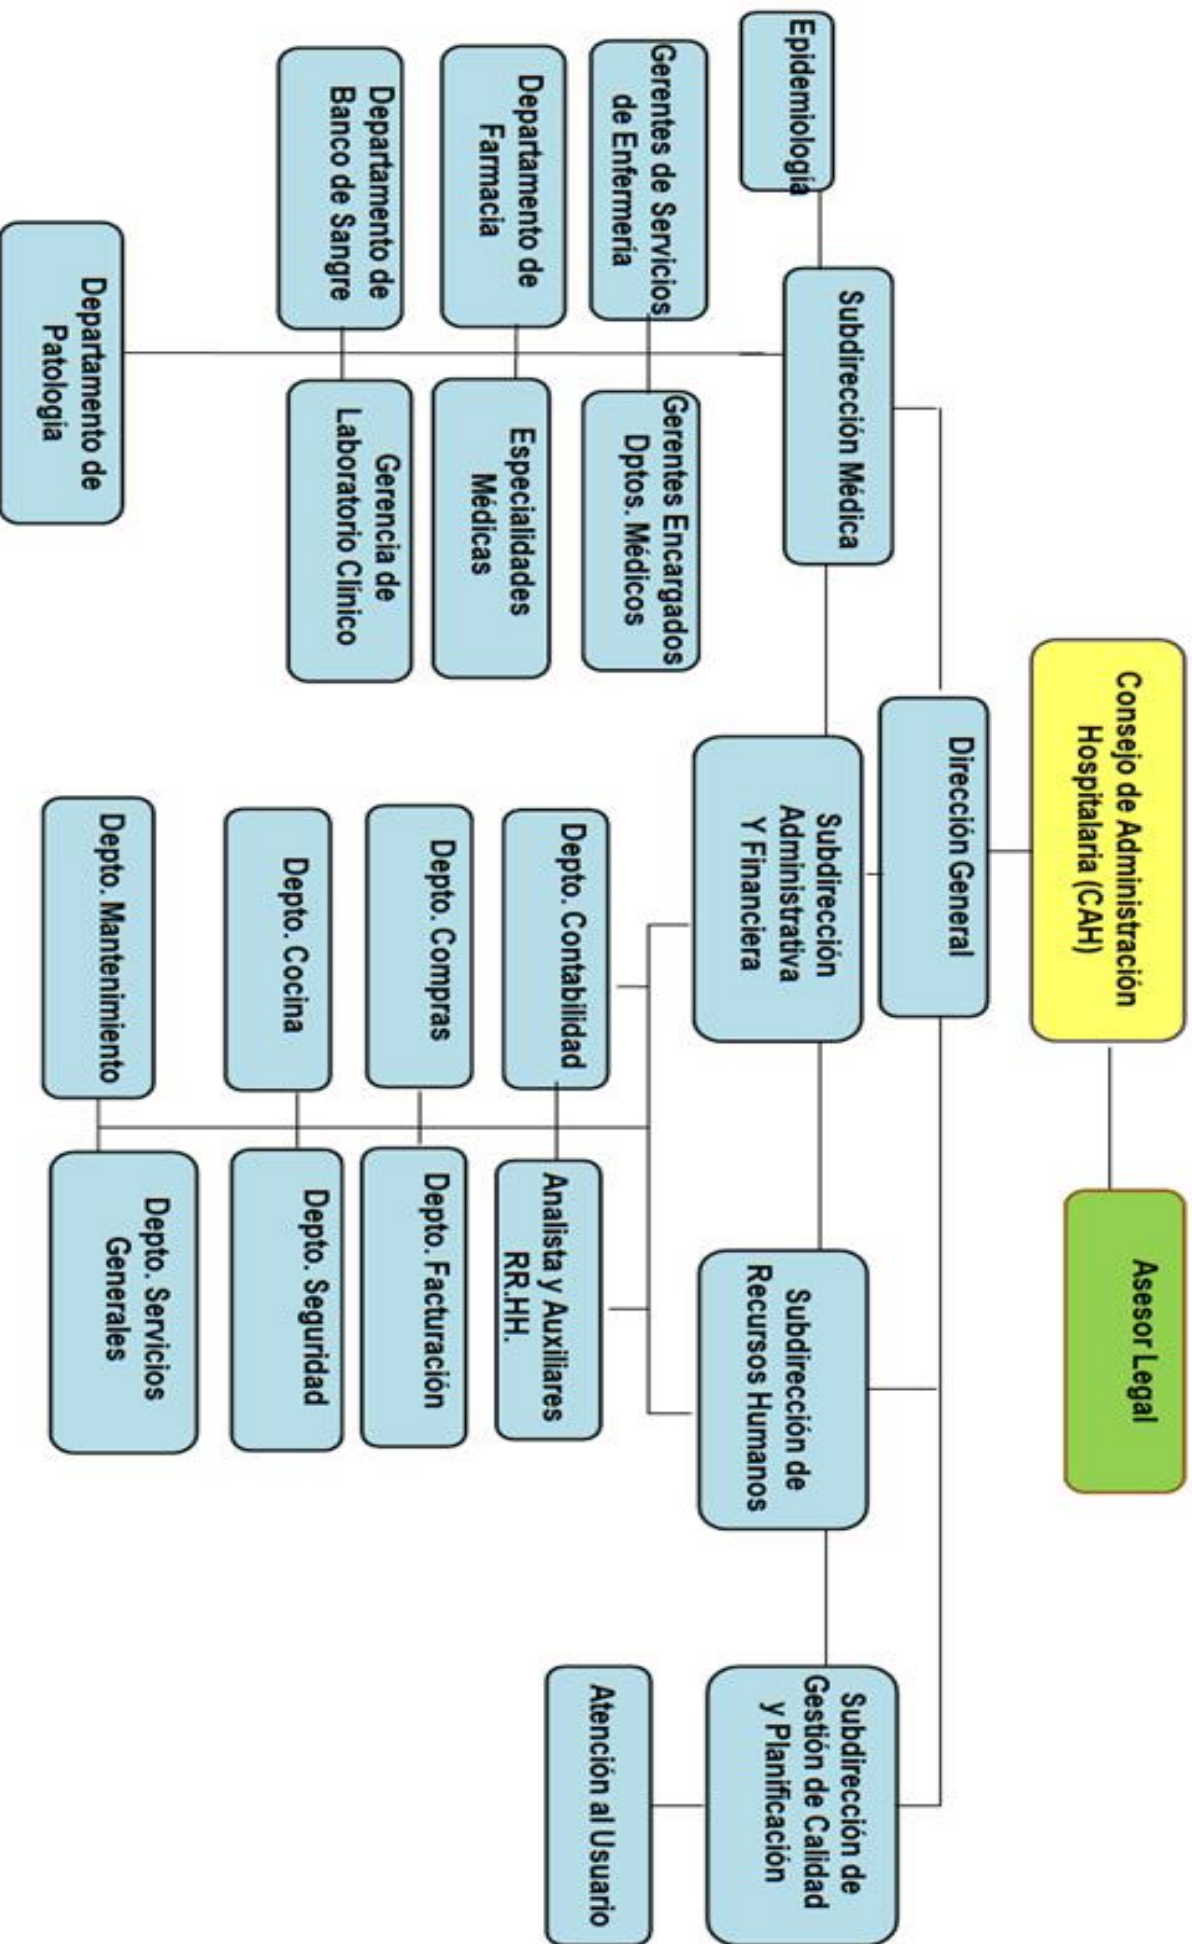 Consejo de Administración
Hospitalaria (CAH)
Asesor Legal
Dirección General
Subdirección Médica
Subdirección
Administrativa
Y Financiera
Subdirección de
Recursos Humanos
Subdirección de
Gestión de Calidad
y Planificación
Epidemiología
Gerentes de Servicios
de Enfermería
Gerentes Encargados
Dptos. Médicos
Departamento de
Farmacia
Especialidades
Médicas
Departamento de
Banco de Sangre
Gerencia de
Laboratorio Clínico
Departamento de
Patología
Depto. Contabilidad
Analista y Auxiliares
RR.HH.
Depto. Compras
Depto. Facturación
Depto. Cocina
Depto. Seguridad
Depto. Mantenimiento
Depto. Servicios
Generales
Atención al Usuario